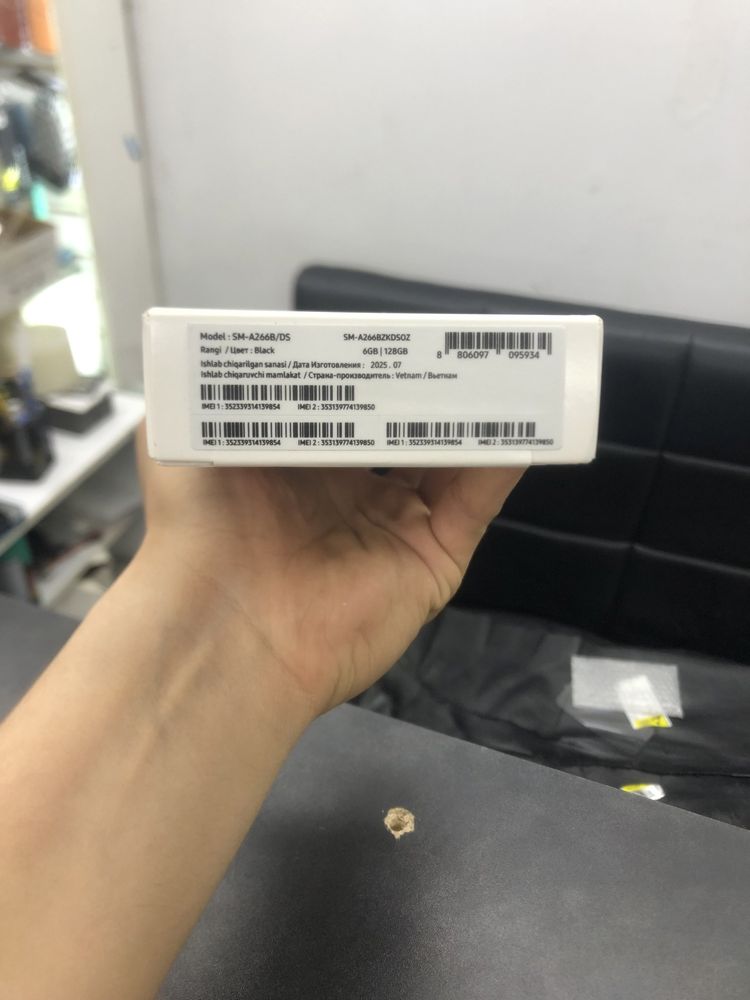 Model : SM-A266B/DS
SM-A266BZKDSOZ
Rangi / Цвет : Black
6GB | 128GB
8 806097 095934
Ishlab chiqarilgan sanasi / Дата Изготовления : 2025 . 07
Ishlab chiqaruvchi mamlakat / Страна-производитель : Vetnam / Вьетнам
IMEI 1 : 352339314139854 IMEI 2 : 353139774139850
IMEI 1 : 352339314139854 IMEI 2 : 353139774139850 IMEI 1 : 352339314139854 IMEI 2 : 353139774139850